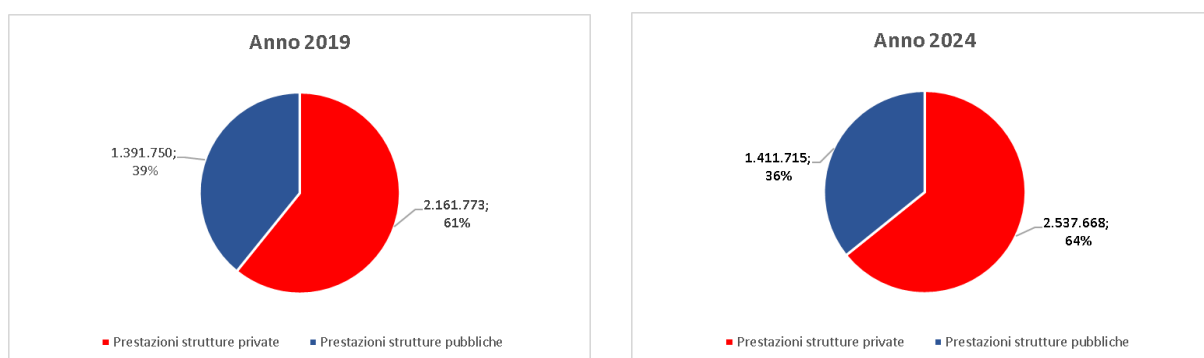 Anno 2019
1.391.750;
39%
2.161.773;
61%
Prestazioni strutture private Prestazioni strutture pubbliche
Anno 2024
1.411.715;
36%
2.537.668;
64%
Prestazioni strutture private Prestazioni strutture pubbliche